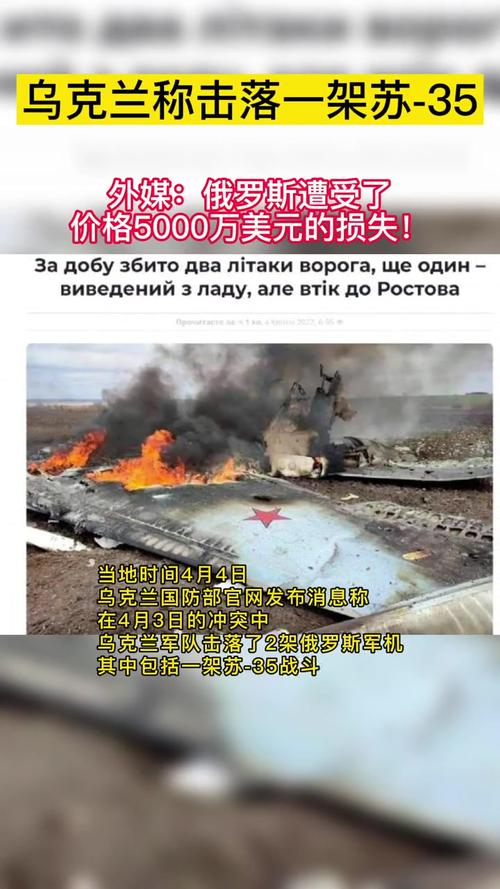 乌克兰称击落一架苏-35
外媒：俄罗斯遭受了
价格5000万美元的损失！
За добу збито два літаки ворога, ще один –
виведений з ладу, але втік до Ростова
当地时间4月4日
乌克兰国防部官网发布消息称
在4月3日的冲突中
乌克兰军队击落了2架俄罗斯军机
其中包括一架苏-35战斗